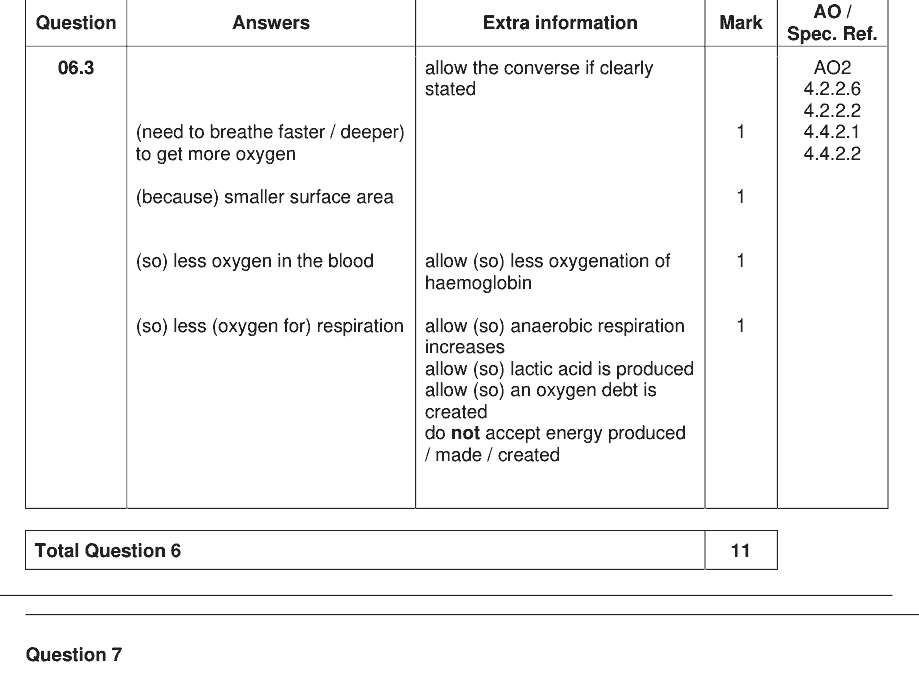 Question Answers Extra information Mark AO /
Spec. Ref.
06.3 allow the converse if clearly AO2
stated 4.2.2.6
4.2.2.2
(need to breathe faster / deeper) 1 4.4.2.1
to get more oxygen 4.4.2.2
(because) smaller surface area 1
(so) less oxygen in the blood allow (so) less oxygenation of 1
haemoglobin
(so) less (oxygen for) respiration allow (so) anaerobic respiration 1
increases
allow (so) lactic acid is produced
allow (so) an oxygen debt is
created
do not accept energy produced
/ made / created
Total Question 6 11
Question 7